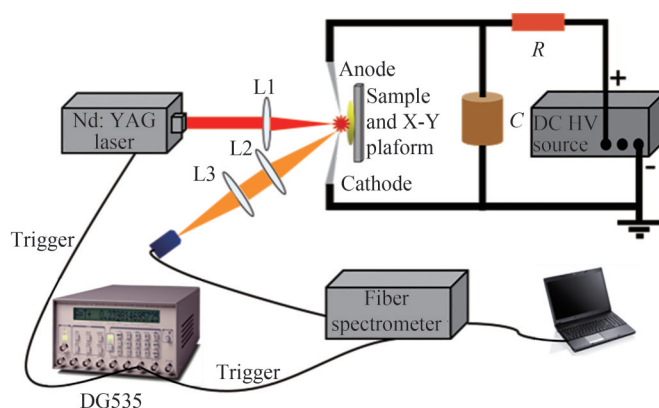 Nd: YAG
laser
L1
L2
L3
Anode
Sample
and X-Y
plaform
Cathode
R
C
+
DC HV
source
-
Trigger
DG535
Trigger
Fiber
spectrometer